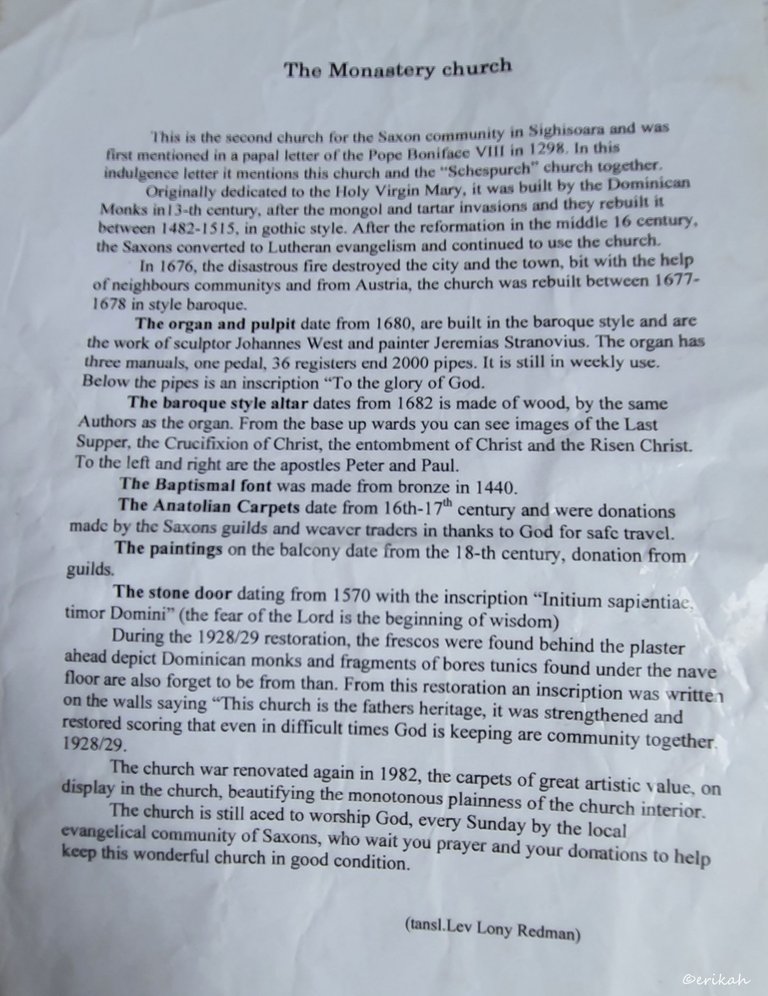 The Monastery church
This is the second church for the Saxon community in Sighisoara and was
first mentioned in a papal letter of the Pope Boniface VIII in 1298. In this
indulgence letter it mentions this church and the “Schespurch” church together.
Originally dedicated to the Holy Virgin Mary, it was built by the Dominican
Monks in13-th century, after the mongol and tartar invasions and they rebuilt it
between 1482-1515, in gothic style. After the reformation in the middle 16 century,
the Saxons converted to Lutheran evangelism and continued to use the church.
In 1676, the disastrous fire destroyed the city and the town, bit with the help
of neighbours communitys and from Austria, the church was rebuilt between 1677-
1678 in style baroque.
The organ and pulpit date from 1680, are built in the baroque style and are
the work of sculptor Johannes West and painter Jeremias Stranovius. The organ has
three manuals, one pedal, 36 registers end 2000 pipes. It is still in weekly use.
Below the pipes is an inscription “To the glory of God.
The baroque style altar dates from 1682 is made of wood, by the same
Authors as the organ. From the base up wards you can see images of the Last
Supper, the Crucifixion of Christ, the entombment of Christ and the Risen Christ.
To the left and right are the apostles Peter and Paul.
The Baptismal font was made from bronze in 1440.
The Anatolian Carpets date from 16th-17th century and were donations
made by the Saxons guilds and weaver traders in thanks to God for safe travel.
The paintings on the balcony date from the 18-th century, donation from
guilds.
The stone door dating from 1570 with the inscription “Initium sapientiae,
timor Domini” (the fear of the Lord is the beginning of wisdom)
During the 1928/29 restoration, the frescos were found behind the plaster
ahead depict Dominican monks and fragments of bores tunics found under the nave
floor are also forget to be from than. From this restoration an inscription was written
on the walls saying “This church is the fathers heritage, it was strengthened and
restored scoring that even in difficult times God is keeping are community together.
1928/29.
The church war renovated again in 1982, the carpets of great artistic value, on
display in the church, beautifying the monotonous plainness of the church interior.
The church is still aced to worship God, every Sunday by the local
evangelical community of Saxons, who wait you prayer and your donations to help
keep this wonderful church in good condition.
(tansl.Lev Lony Redman)
©erikah